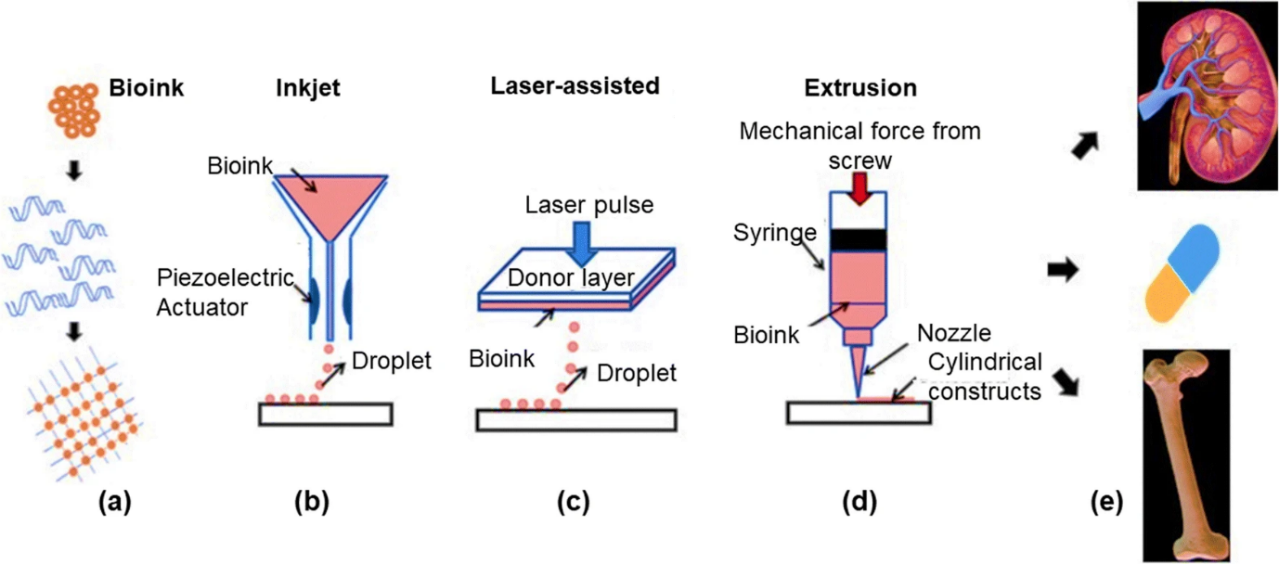 Bioink
Inkjet
Laser-assisted
Extrusion
Mechanical force from
screw
Bioink
Piezoelectric
Actuator
Droplet
Laser pulse
Donor layer
Bioink
Droplet
Syringe
Bioink
Nozzle
Cylindrical
constructs
(a)
(b)
(c)
(d)
(e)